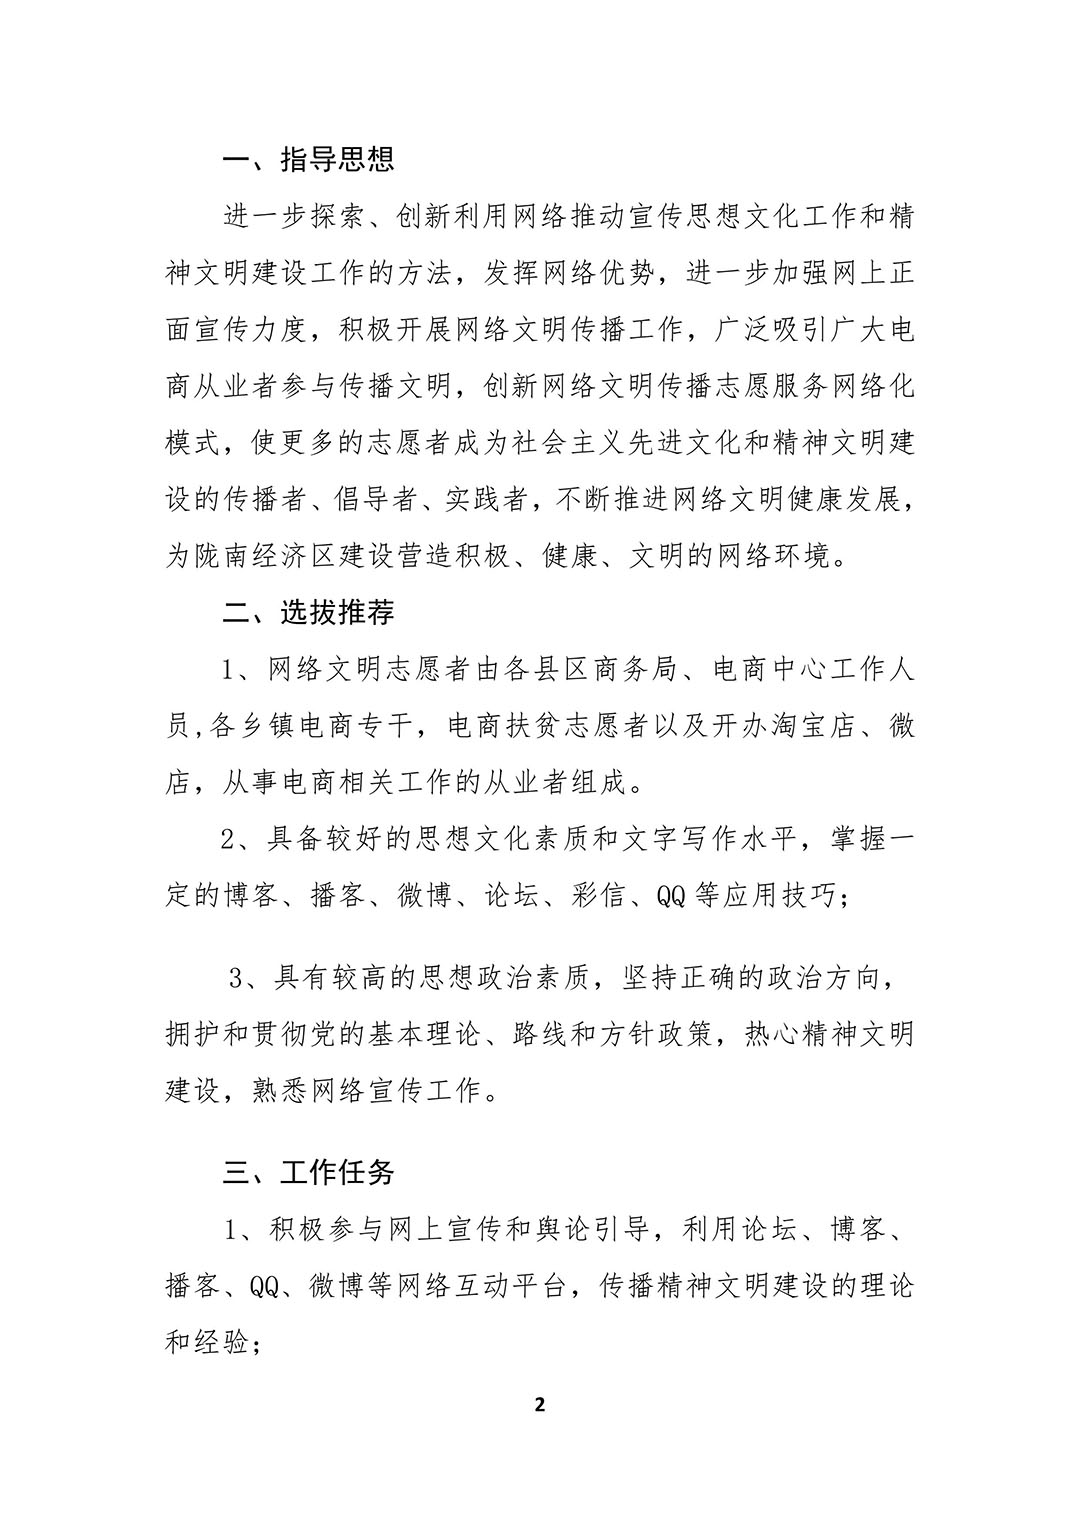 一、指导思想
进一步探索、创新利用网络推动宣传思想文化工作和精
神文明建设工作的方法，发挥网络优势，进一步加强网上正
面宣传力度，积极开展网络文明传播工作，广泛吸引广大电
商从业者参与传播文明，创新网络文明传播志愿服务网络化
模式，使更多的志愿者成为社会主义先进文化和精神文明建
设的传播者、倡导者、实践者，不断推进网络文明健康发展，
为陇南经济区建设营造积极、健康、文明的网络环境。
二、选拔推荐
1、网络文明志愿者由各县区商务局、电商中心工作人
员,各乡镇电商专干，电商扶贫志愿者以及开办淘宝店、微
店，从事电商相关工作的从业者组成。
2、具备较好的思想文化素质和文字写作水平，掌握一
定的博客、播客、微博、论坛、彩信、QQ 等应用技巧；
3、具有较高的思想政治素质，坚持正确的政治方向，
拥护和贯彻党的基本理论、路线和方针政策，热心精神文明
建设，熟悉网络宣传工作。
三、工作任务
1、积极参与网上宣传和舆论引导，利用论坛、博客、
播客、QQ、微博等网络互动平台，传播精神文明建设的理论
和经验；
2